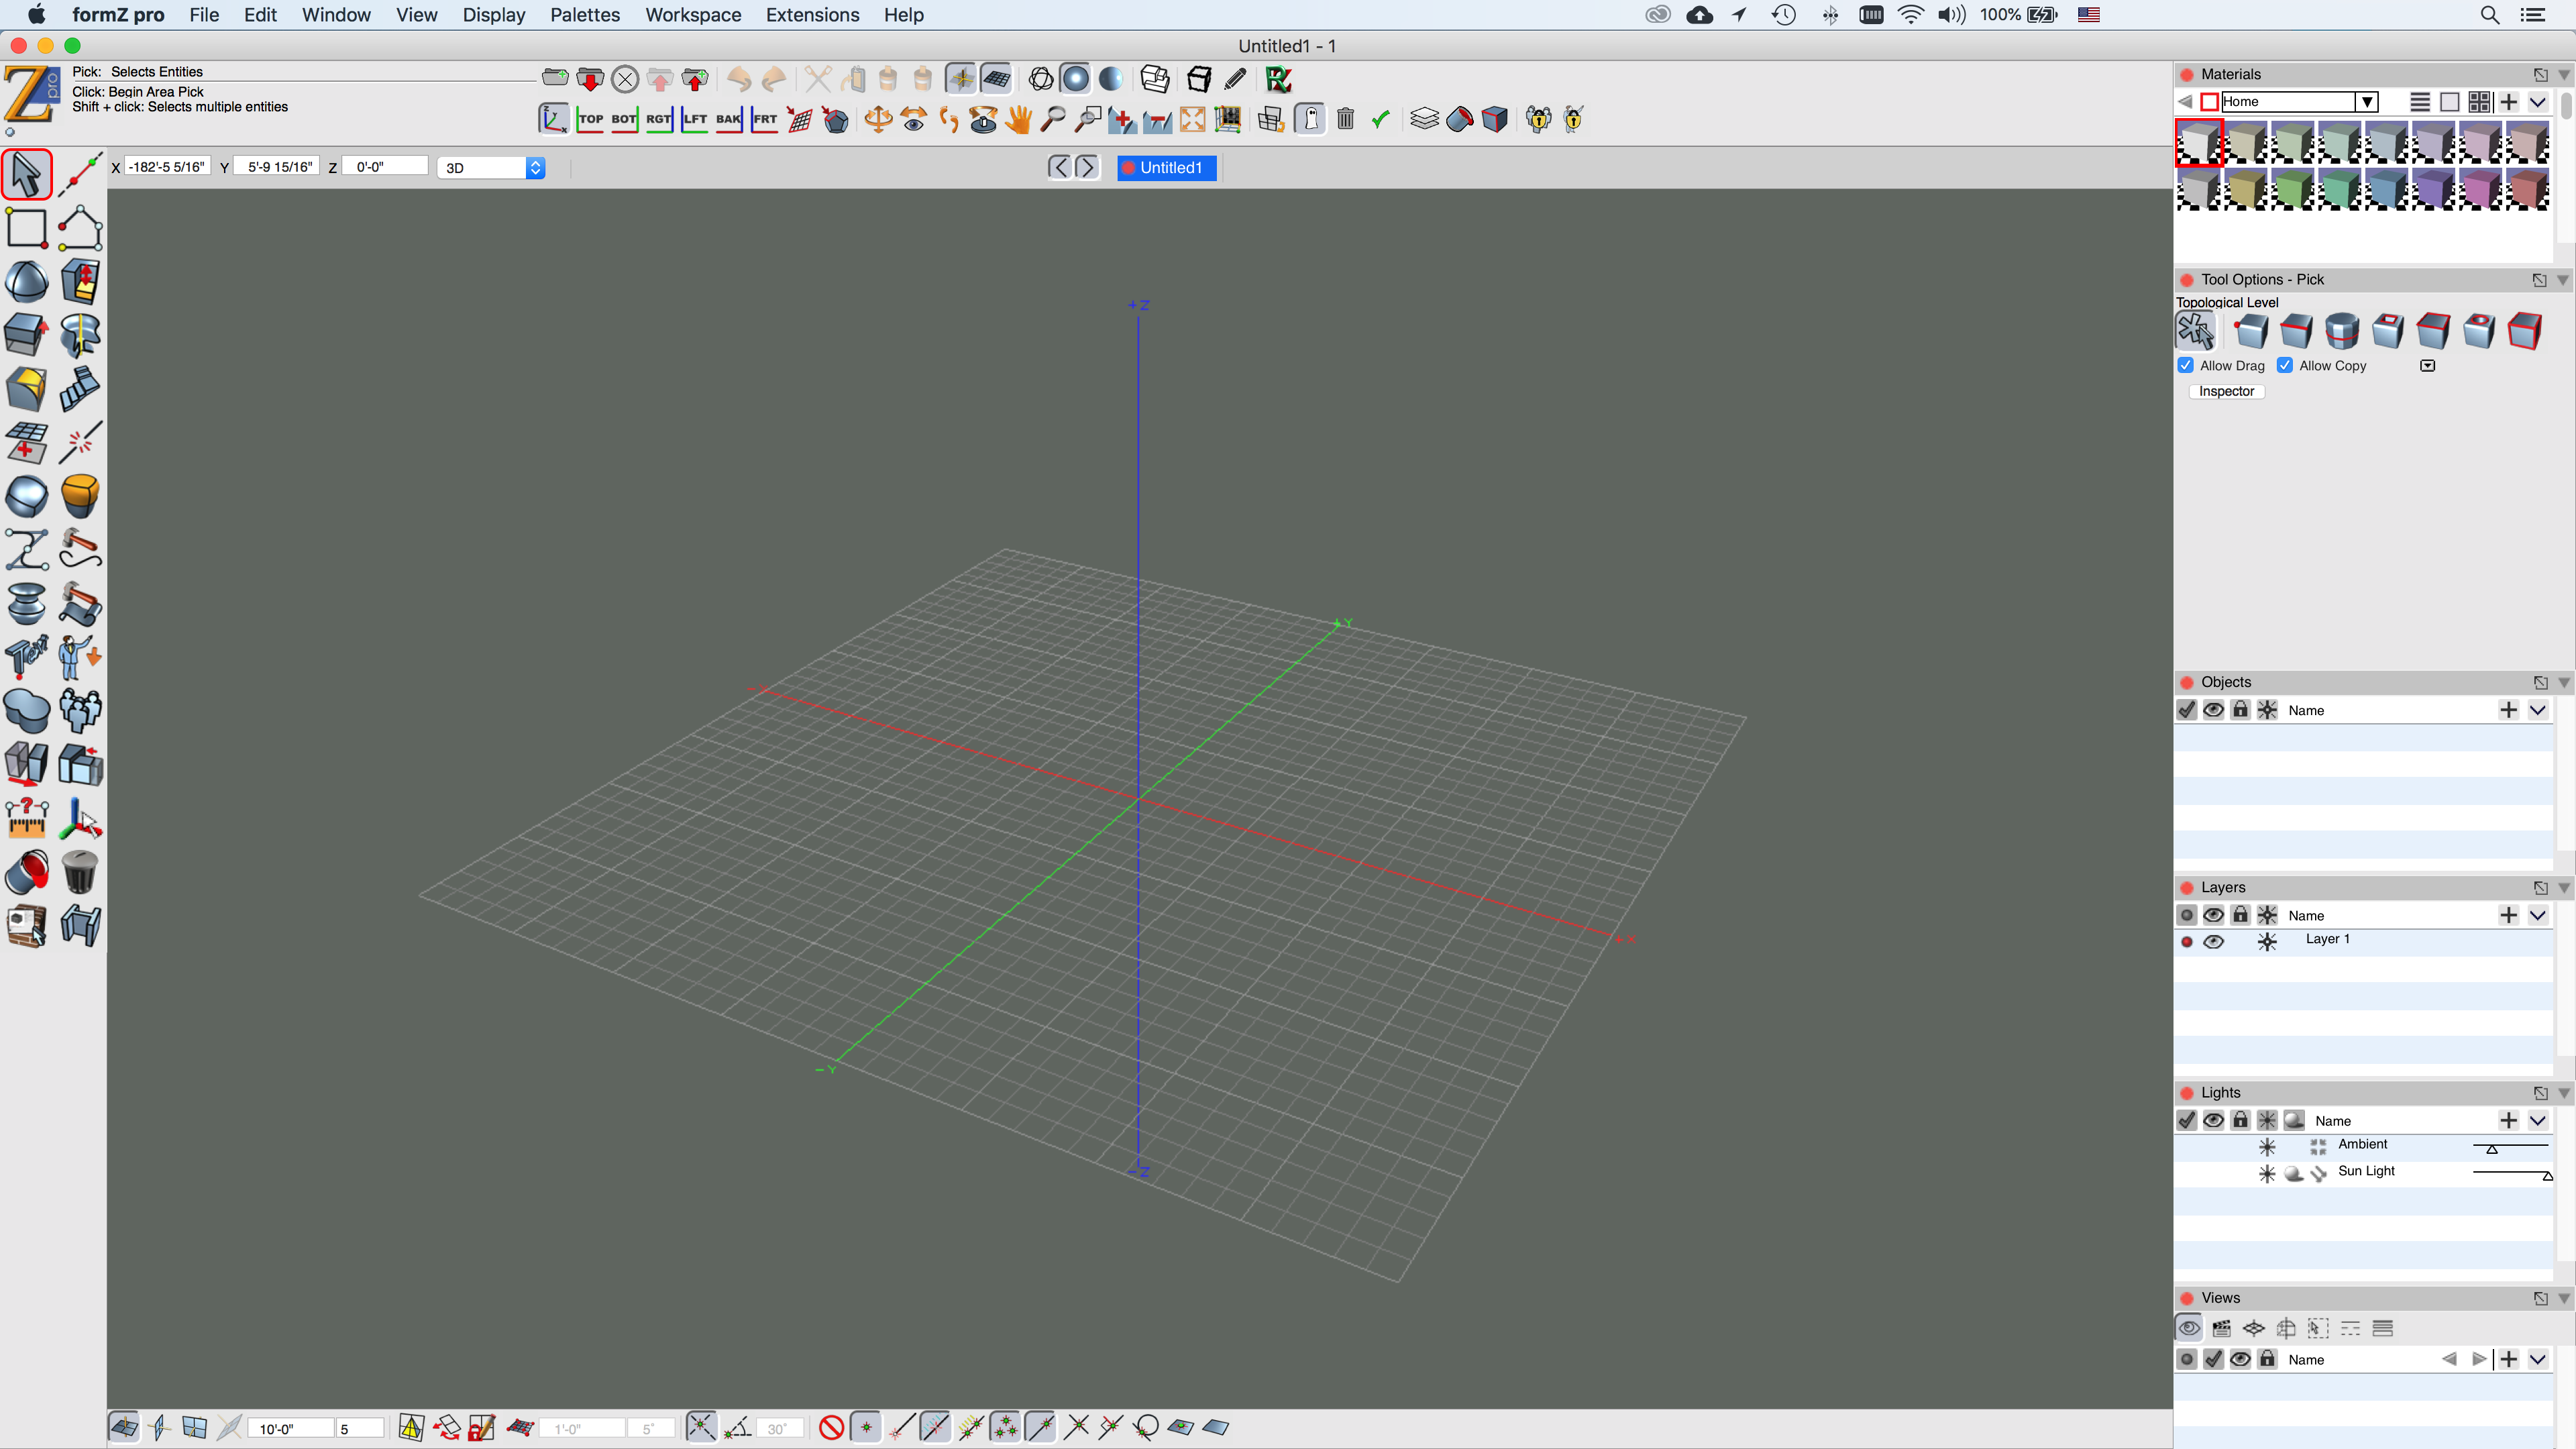 formZ pro File Edit Window View Display Palettes Workspace Extensions Help 100%
Untitled1 - 1
Z pro
Pick: Selects Entities
Click: Begin Area Pick
Shift + click: Selects multiple entities
TOP BOT RGT LFT BAK FRT
X -182'-5 5/16" Y 5'-9 15/16" Z 0'-0" 3D
Untitled1
+Z
+Y
+X
-Y
-Z
Text
Materials
Home
Tool Options - Pick
Topological Level
Allow Drag Allow Copy
Inspector
Objects
Name
Layers
Name
Layer 1
Lights
Name
Ambient
Sun Light
Views
Name
10'-0" 5 1'-0" 5° 30°